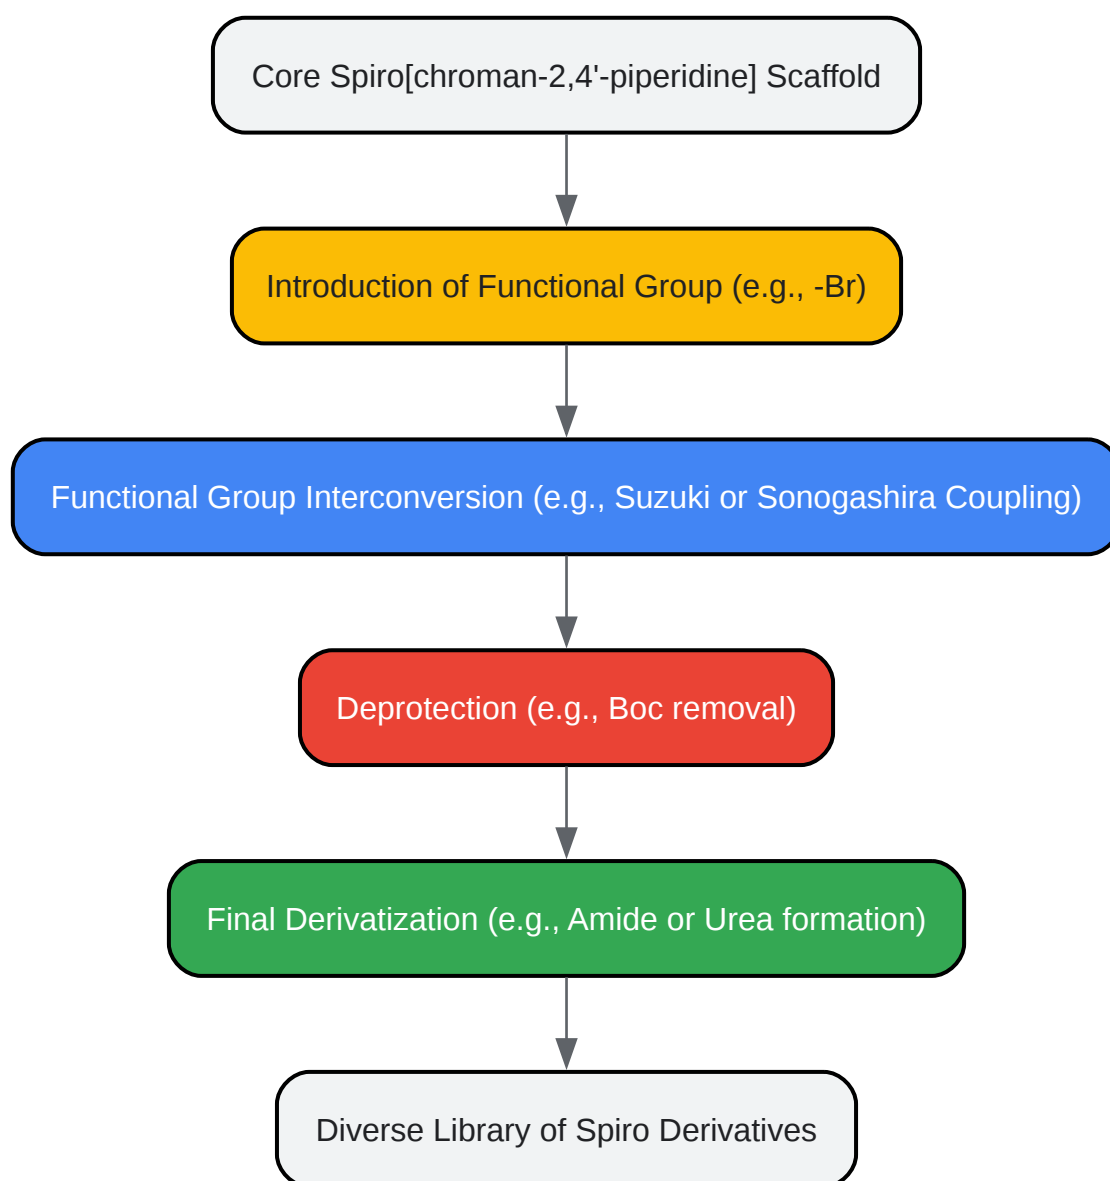 Core Spiro[chroman-2,4'-piperidine] Scaffold
Introduction of Functional Group (e.g., -Br)
Functional Group Interconversion (e.g., Suzuki or Sonogashira Coupling)
Deprotection (e.g., Boc removal)
Final Derivatization (e.g., Amide or Urea formation)
Diverse Library of Spiro Derivatives